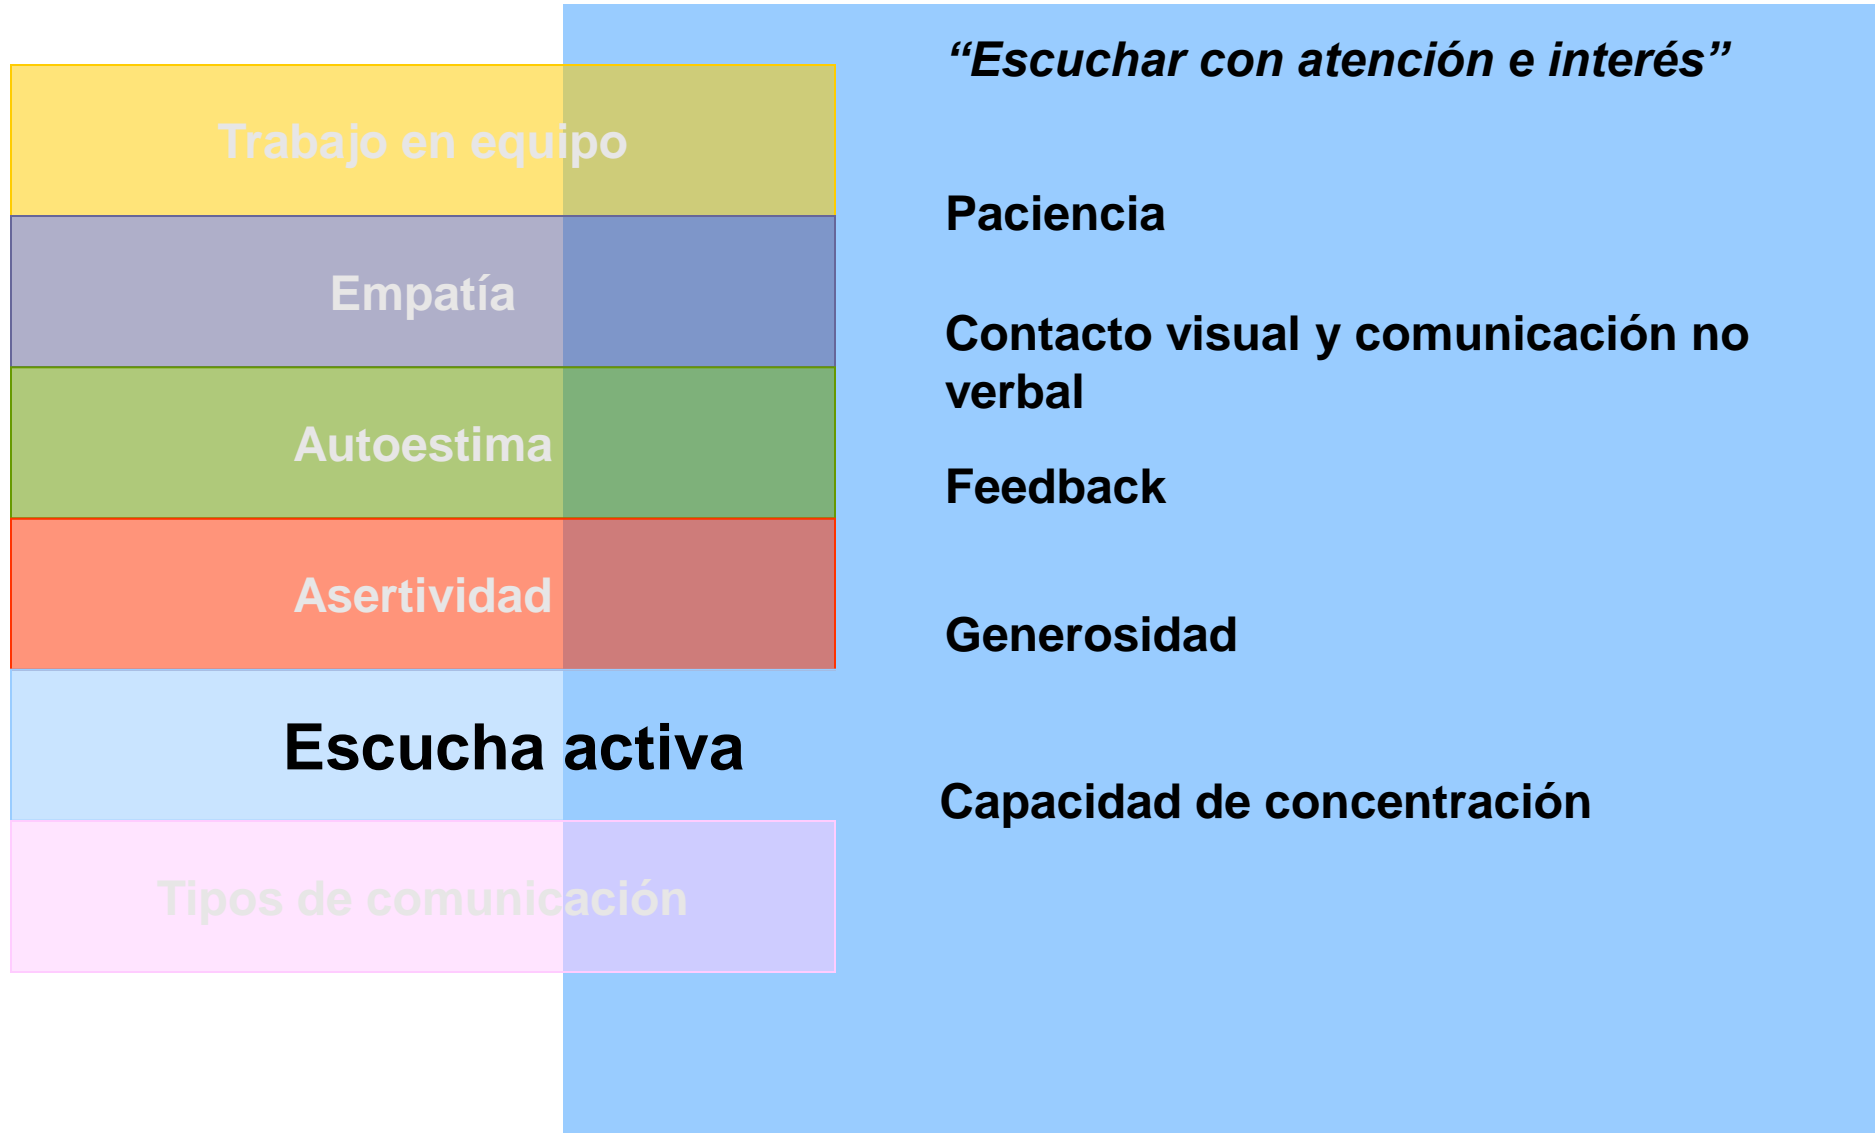 Trabajo en equipo
Empatía
Autoestima
Asertividad
Escucha activa
Tipos de comunicación
“Escuchar con atención e interés”
Paciencia
Contacto visual y comunicación no
verbal
Feedback
Generosidad
Capacidad de concentración